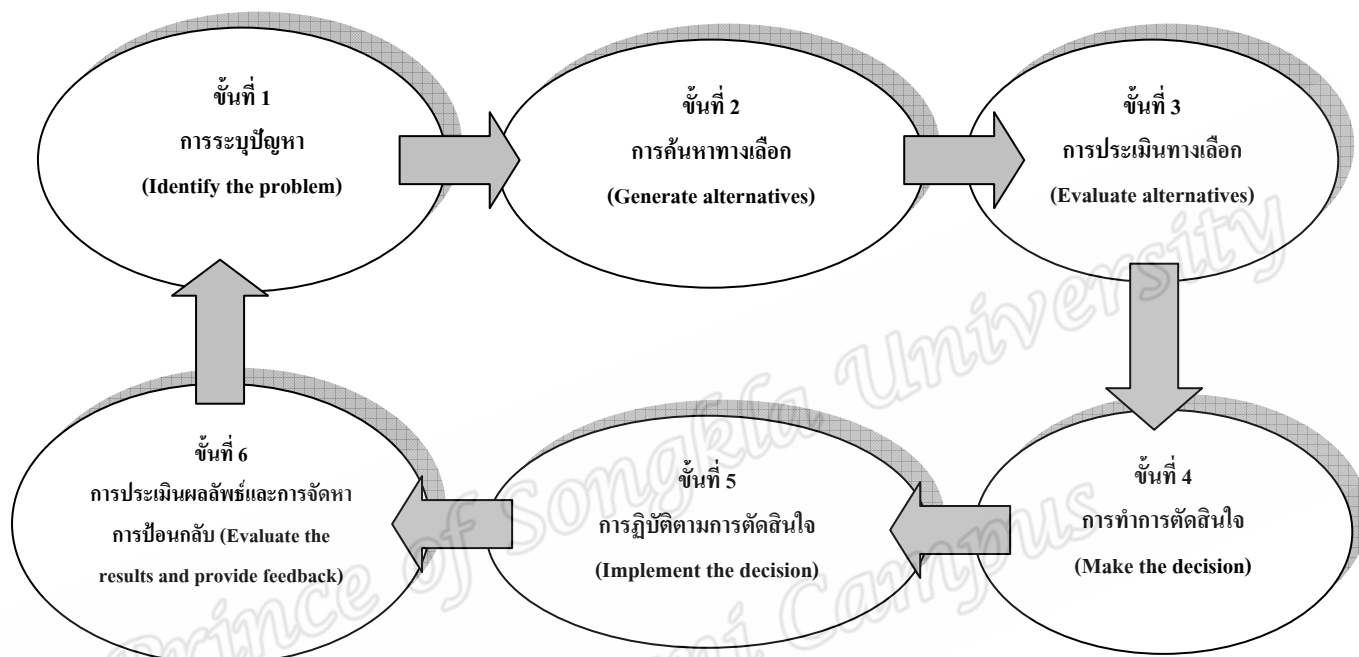 ขั้นที่ 1
การระบุปัญหา
(Identify the problem)
ขั้นที่ 2
การค้นหาทางเลือก
(Generate alternatives)
ขั้นที่ 3
การประเมินทางเลือก
(Evaluate alternatives)
ขั้นที่ 4
การทำการตัดสินใจ
(Make the decision)
ขั้นที่ 5
การฏิบัติตามการตัดสินใจ
(Implement the decision)
ขั้นที่ 6
การประเมินผลลัพธ์และการจัดหา
การป้อนกลับ (Evaluate the
results and provide feedback)
Prince of Songkla University
ni Campus